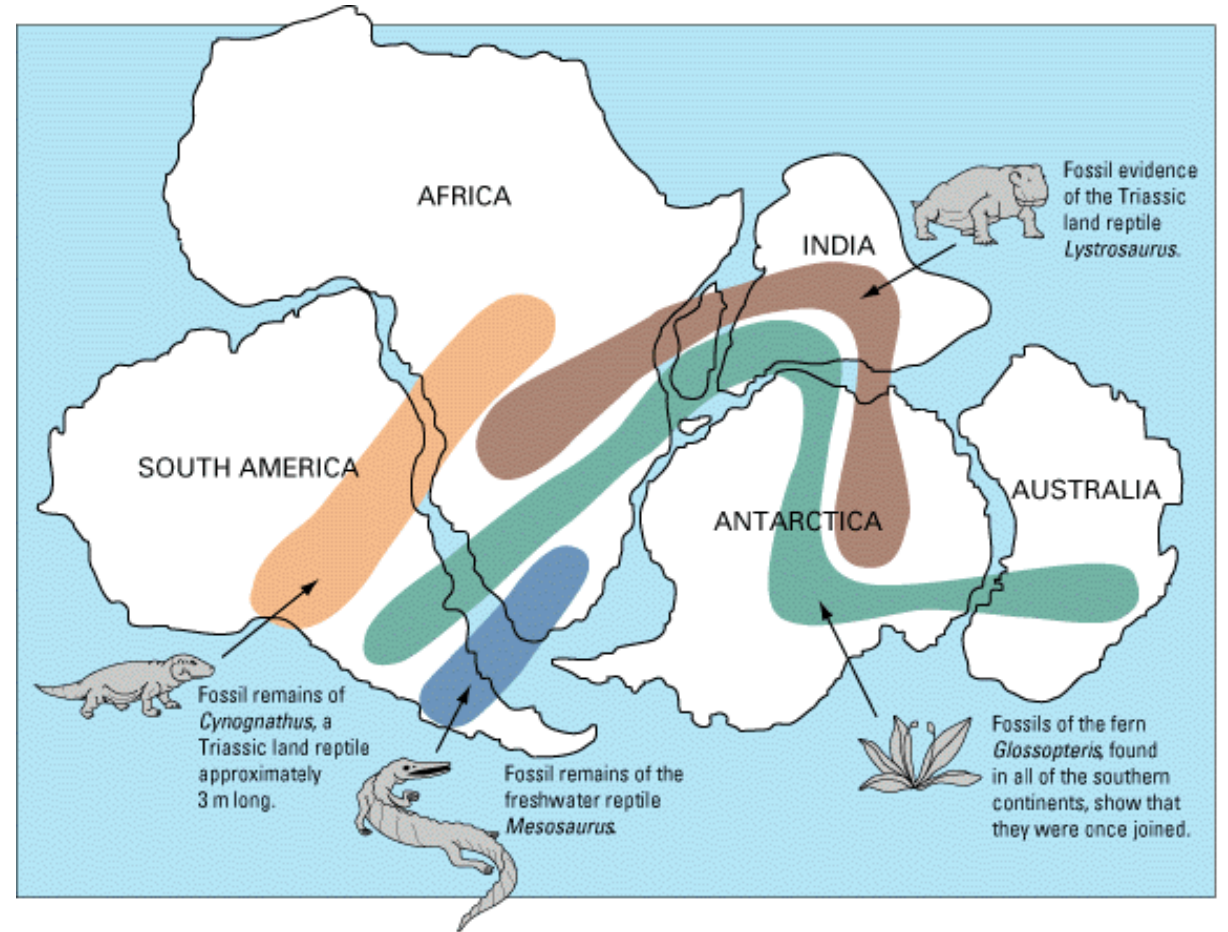 AFRICA
INDIA
Fossil evidence
of the Triassic
land reptile
Lystrosaurus.
SOUTH AMERICA
ANTARCTICA
AUSTRALIA
Fossil remains of
Cynognathus, a
Triassic land reptile
approximately
3 m long.
Fossil remains of the
freshwater reptile
Mesosaurus.
Fossils of the fern
Glossopteris, found
in all of the southern
continents, show that
they were once joined.